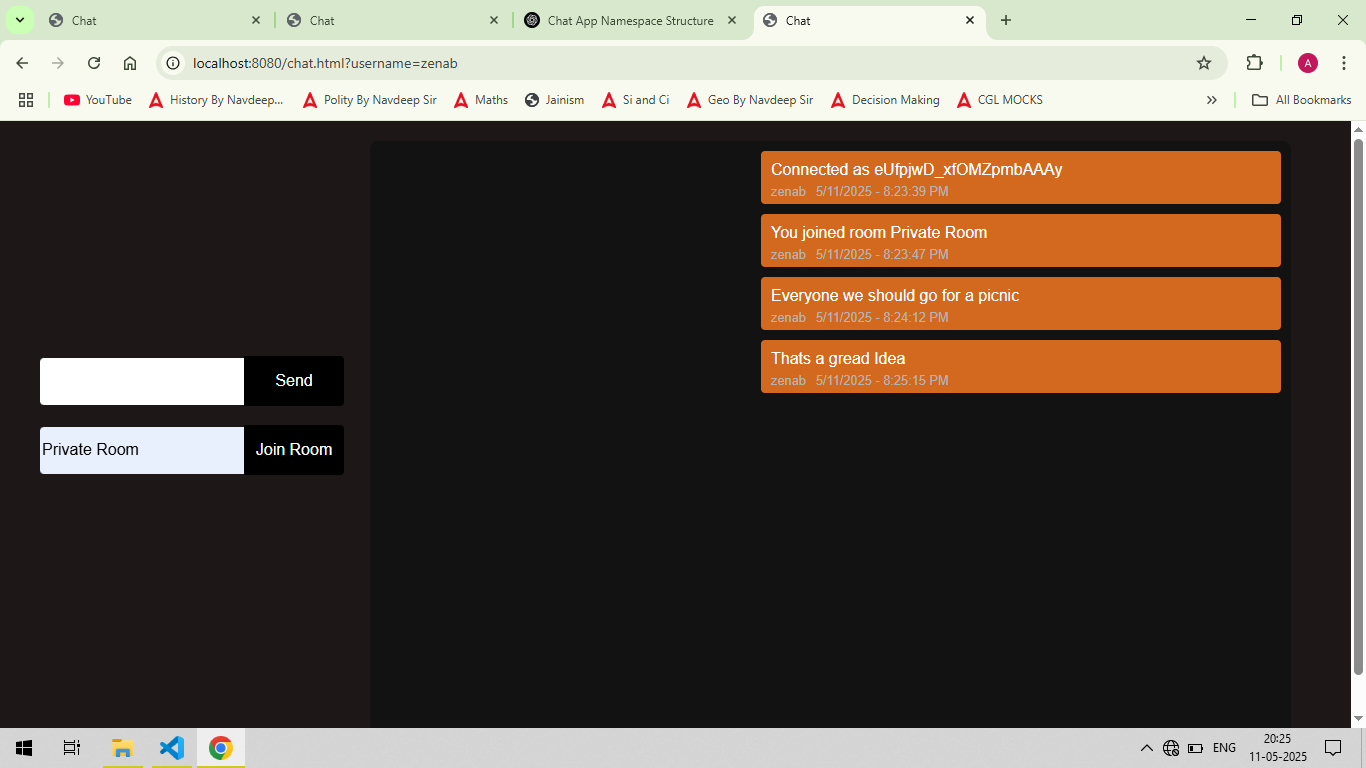 Chat
Chat
Chat App Namespace Structure
Chat
localhost:8080/chat.html?username=zenab
A
YouTube
History By Navdeep...
Polity By Navdeep Sir
Maths
Jainism
Si and Ci
Geo By Navdeep Sir
Decision Making
CGL MOCKS
All Bookmarks
Connected as eUfpjwD_xfOMZpmbAAAy
zenab 5/11/2025 - 8:23:39 PM
You joined room Private Room
zenab 5/11/2025 - 8:23:47 PM
Everyone we should go for a picnic
zenab 5/11/2025 - 8:24:12 PM
Thats a gread Idea
zenab 5/11/2025 - 8:25:15 PM
Send
Private Room
Join Room
ENG
20:25
11-05-2025